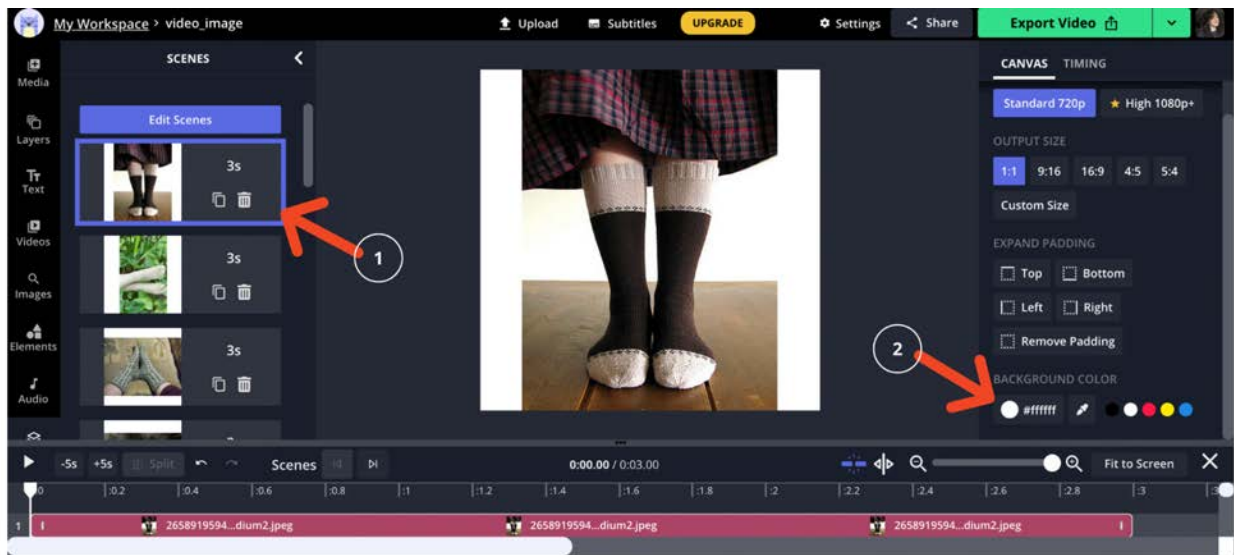 My Workspace > video_image
Upload
Subtitles
UPGRADE
Settings
Share
Export Video
Media
Layers
Text
Videos
Images
Elements
Audio
SCENES
Edit Scenes
3s
3s
3s
1
2
CANVAS TIMING
Standard 720p
High 1080p+
OUTPUT SIZE
1:1 9:16 16:9 4:5 5:4
Custom Size
EXPAND PADDING
Top Bottom
Left Right
Remove Padding
BACKGROUND COLOR
#ffffff
-5s +5s Split Scenes 0:00.00 / 0:03.00 Fit to Screen
:0 :0.2 :0.4 :0.6 :0.8 :1 :1.2 :1.4 :1.6 :1.8 :2 :2.2 :2.4 :2.6 :2.8 :3
1 2658919594...dium2.jpeg 2658919594...dium2.jpeg 2658919594...dium2.jpeg